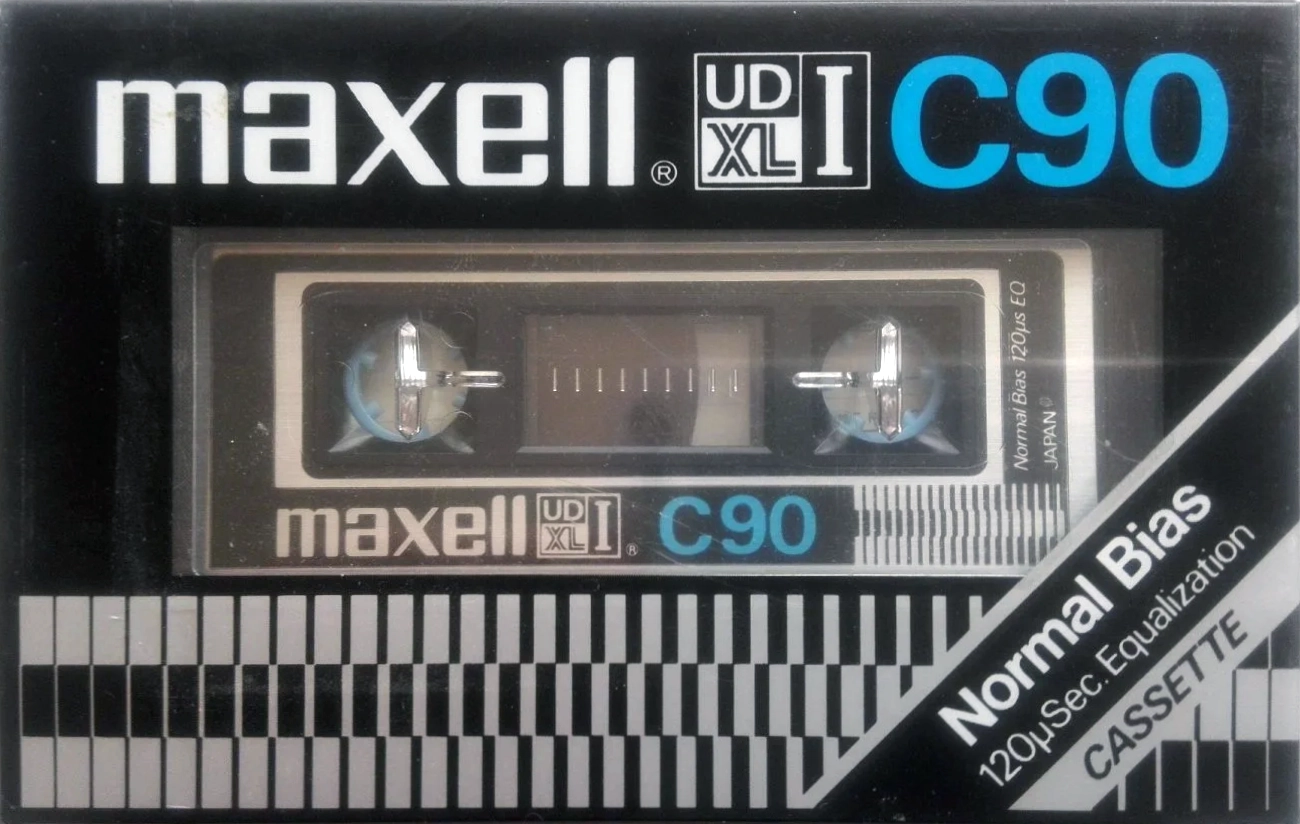 maxell ® UD XL I C90
Normal Bias 120µs EQ
JAPAN
maxell UD XL I ® C90
Normal Bias
120µSec. Equalization
CASSETTE